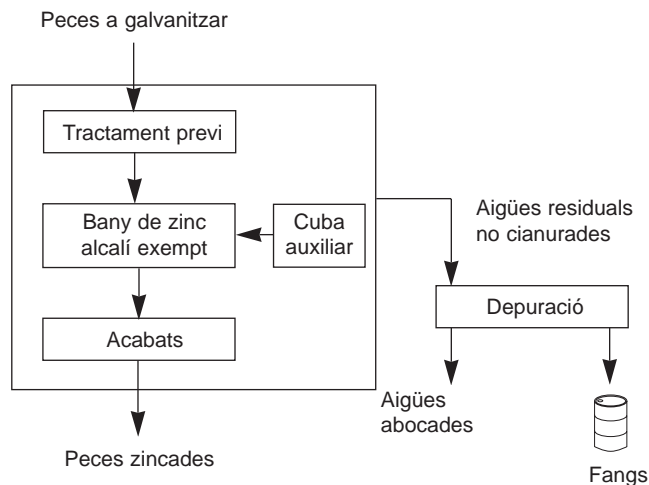 Peces a galvanitzar
Tractament previ
Bany de zinc
alcalí exempt
Cuba
auxiliar
Acabats
Peces zincades
Aigües residuals
no cianurades
Depuració
Aigües
abocades
Fangs